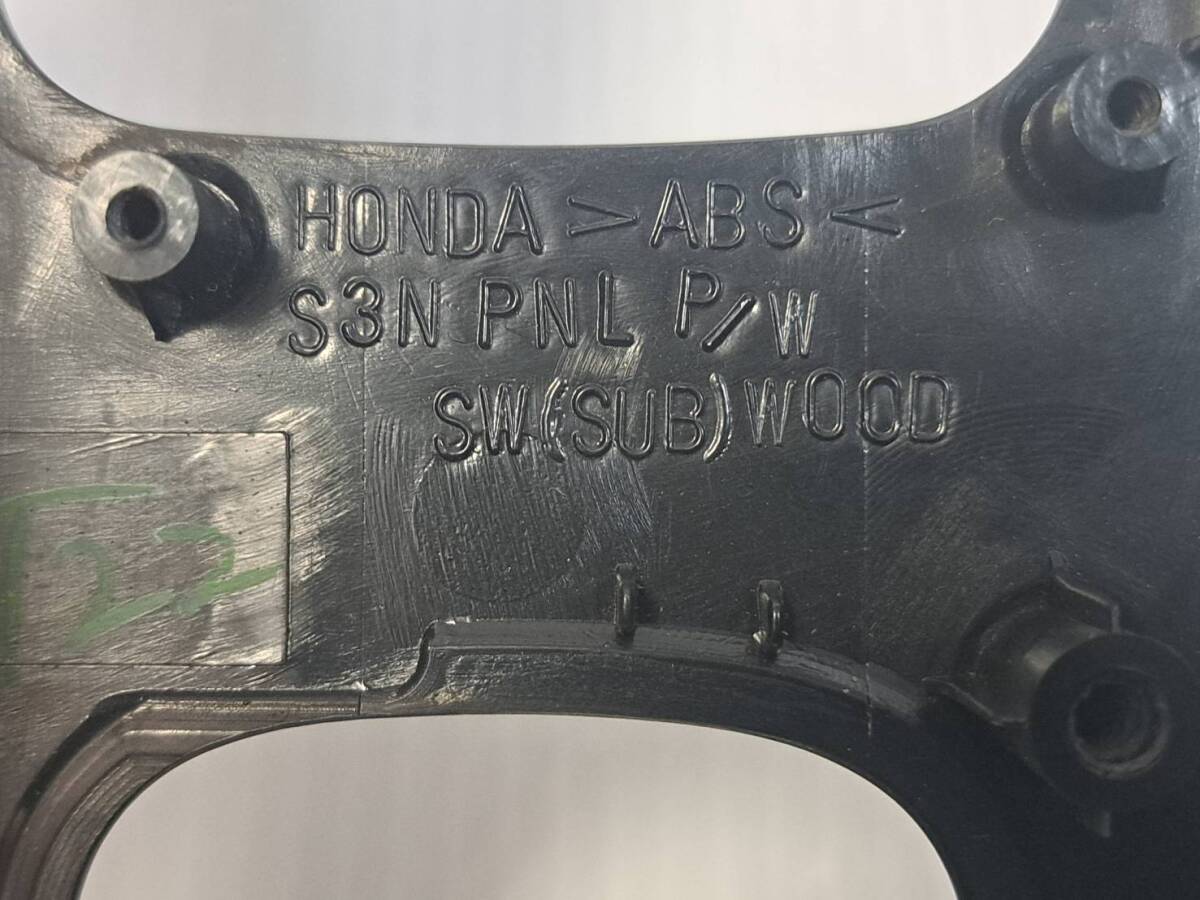 HONDA >ABS<
S3N PNL P/W
SW(SUB)WOOD